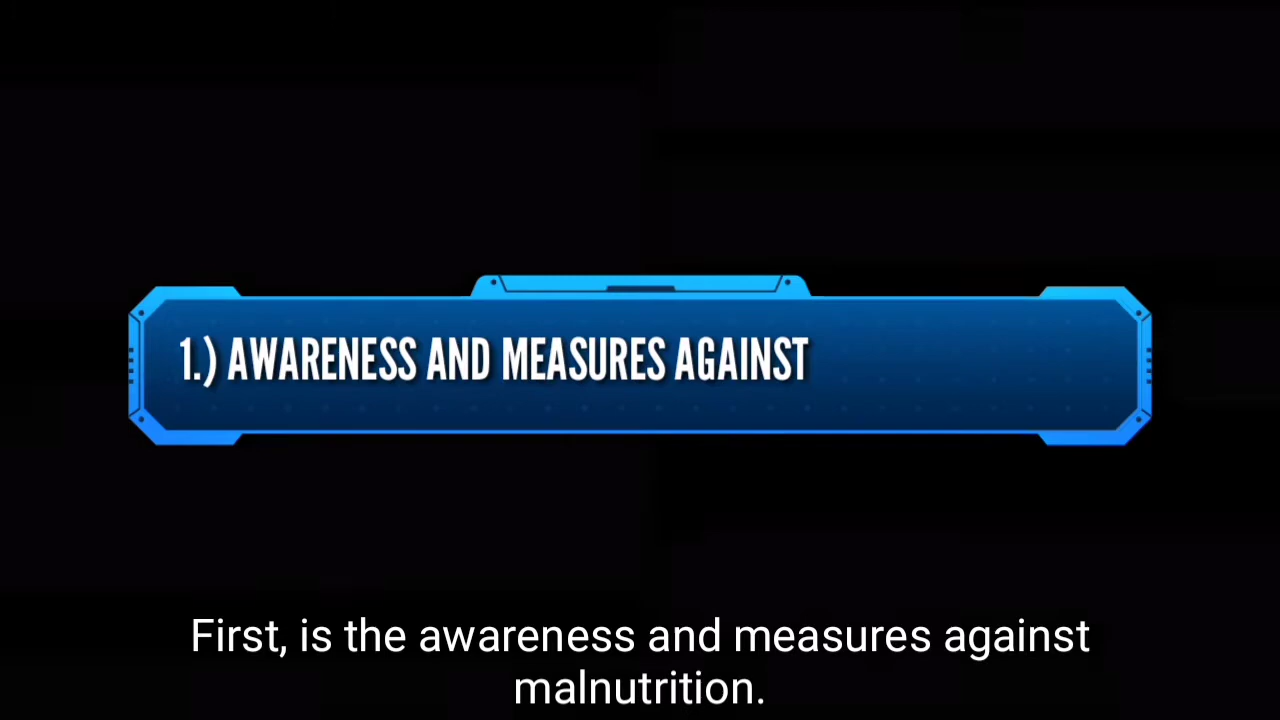 1.) AWARENESS AND MEASURES AGAINST
First, is the awareness and measures against
malnutrition.